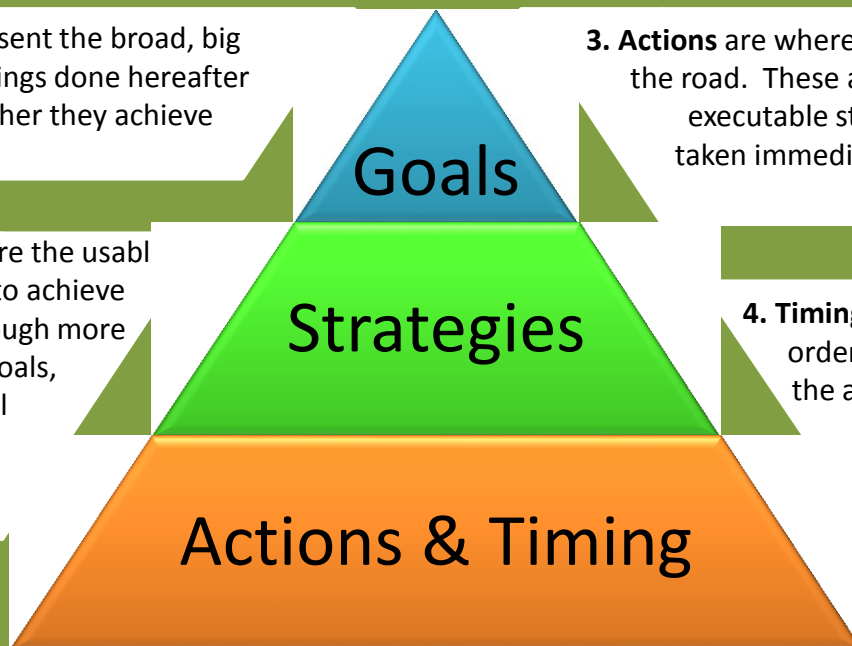 sent the broad, big
ings done hereafter
her they achieve
3. Actions are where
the road. These a
executable st
taken immedi
Goals
re the usabl
to achieve
ugh more
oals,
l
Strategies
4. Timing
order
the a
Actions & Timing